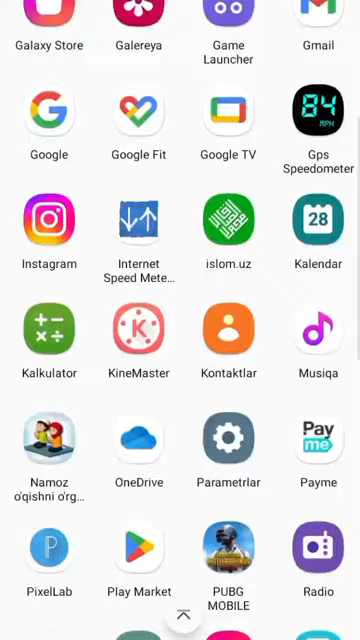 Galaxy Store Galereya Game Launcher Gmail
84
MPH
Google Google Fit Google TV Gps Speedometer
28
Instagram Internet Speed Mete... islom.uz Kalendar
K
Kalkulator KineMaster Kontaktlar Musiqa
Pay
me
Namoz o'qishni o'rg... OneDrive Parametrlar Payme
P
PixelLab Play Market PUBG MOBILE Radio